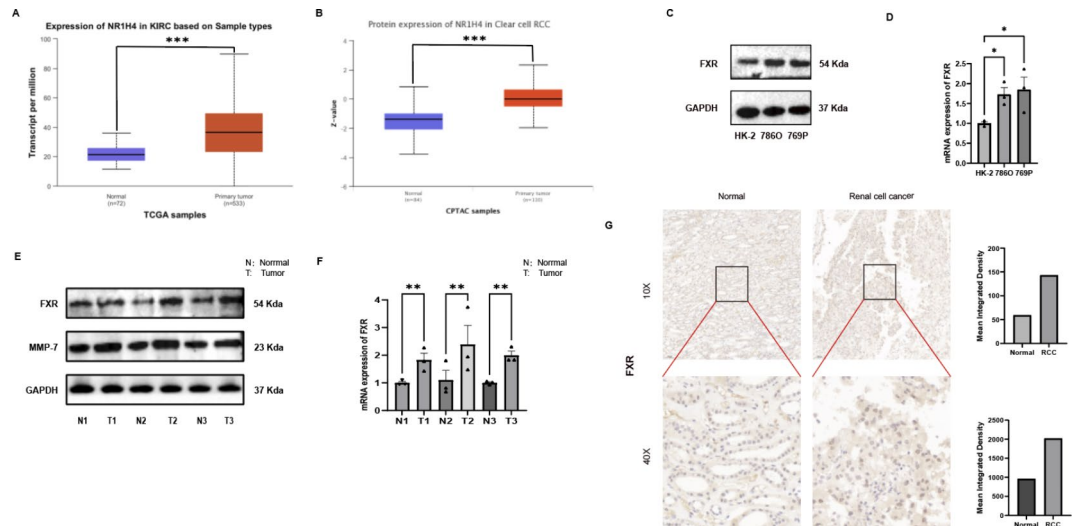 A
Expression of NR1H4 in KIRC based on Sample types
***
Transcript per million
100
80
60
40
20
0
Normal
(n=72)
Primary tumor
(n=533)
TCGA samples
B
Protein expression of NR1H4 in Clear cell RCC
***
Z-value
6
4
2
0
-2
-4
-6
Normal
(n=84)
Primary tumor
(n=110)
CPTAC samples
C
FXR
54 Kda
GAPDH
37 Kda
HK-2 786O 769P
D
*
*
mRNA expression of FXR
2.5
2.0
1.5
1.0
0.5
0.0
HK-2 786O 769P
E
N: Norrmal
T: Tumor
FXR
54 Kda
MMP-7
23 Kda
GAPDH
37 Kda
N1 T1 N2 T2 N3 T3
F
N: Norrmal
T: Tumor
** ** **
mRNA expression of FXR
4
3
2
1
0
N1 T1 N2 T2 N3 T3
G
Normal
Renal cell cancer
10X
FXR
40X
Mean Integrated Density
200
150
100
50
0
Normal RCC
Mean Integrated Density
2500
2000
1500
1000
500
0
Normal RCC